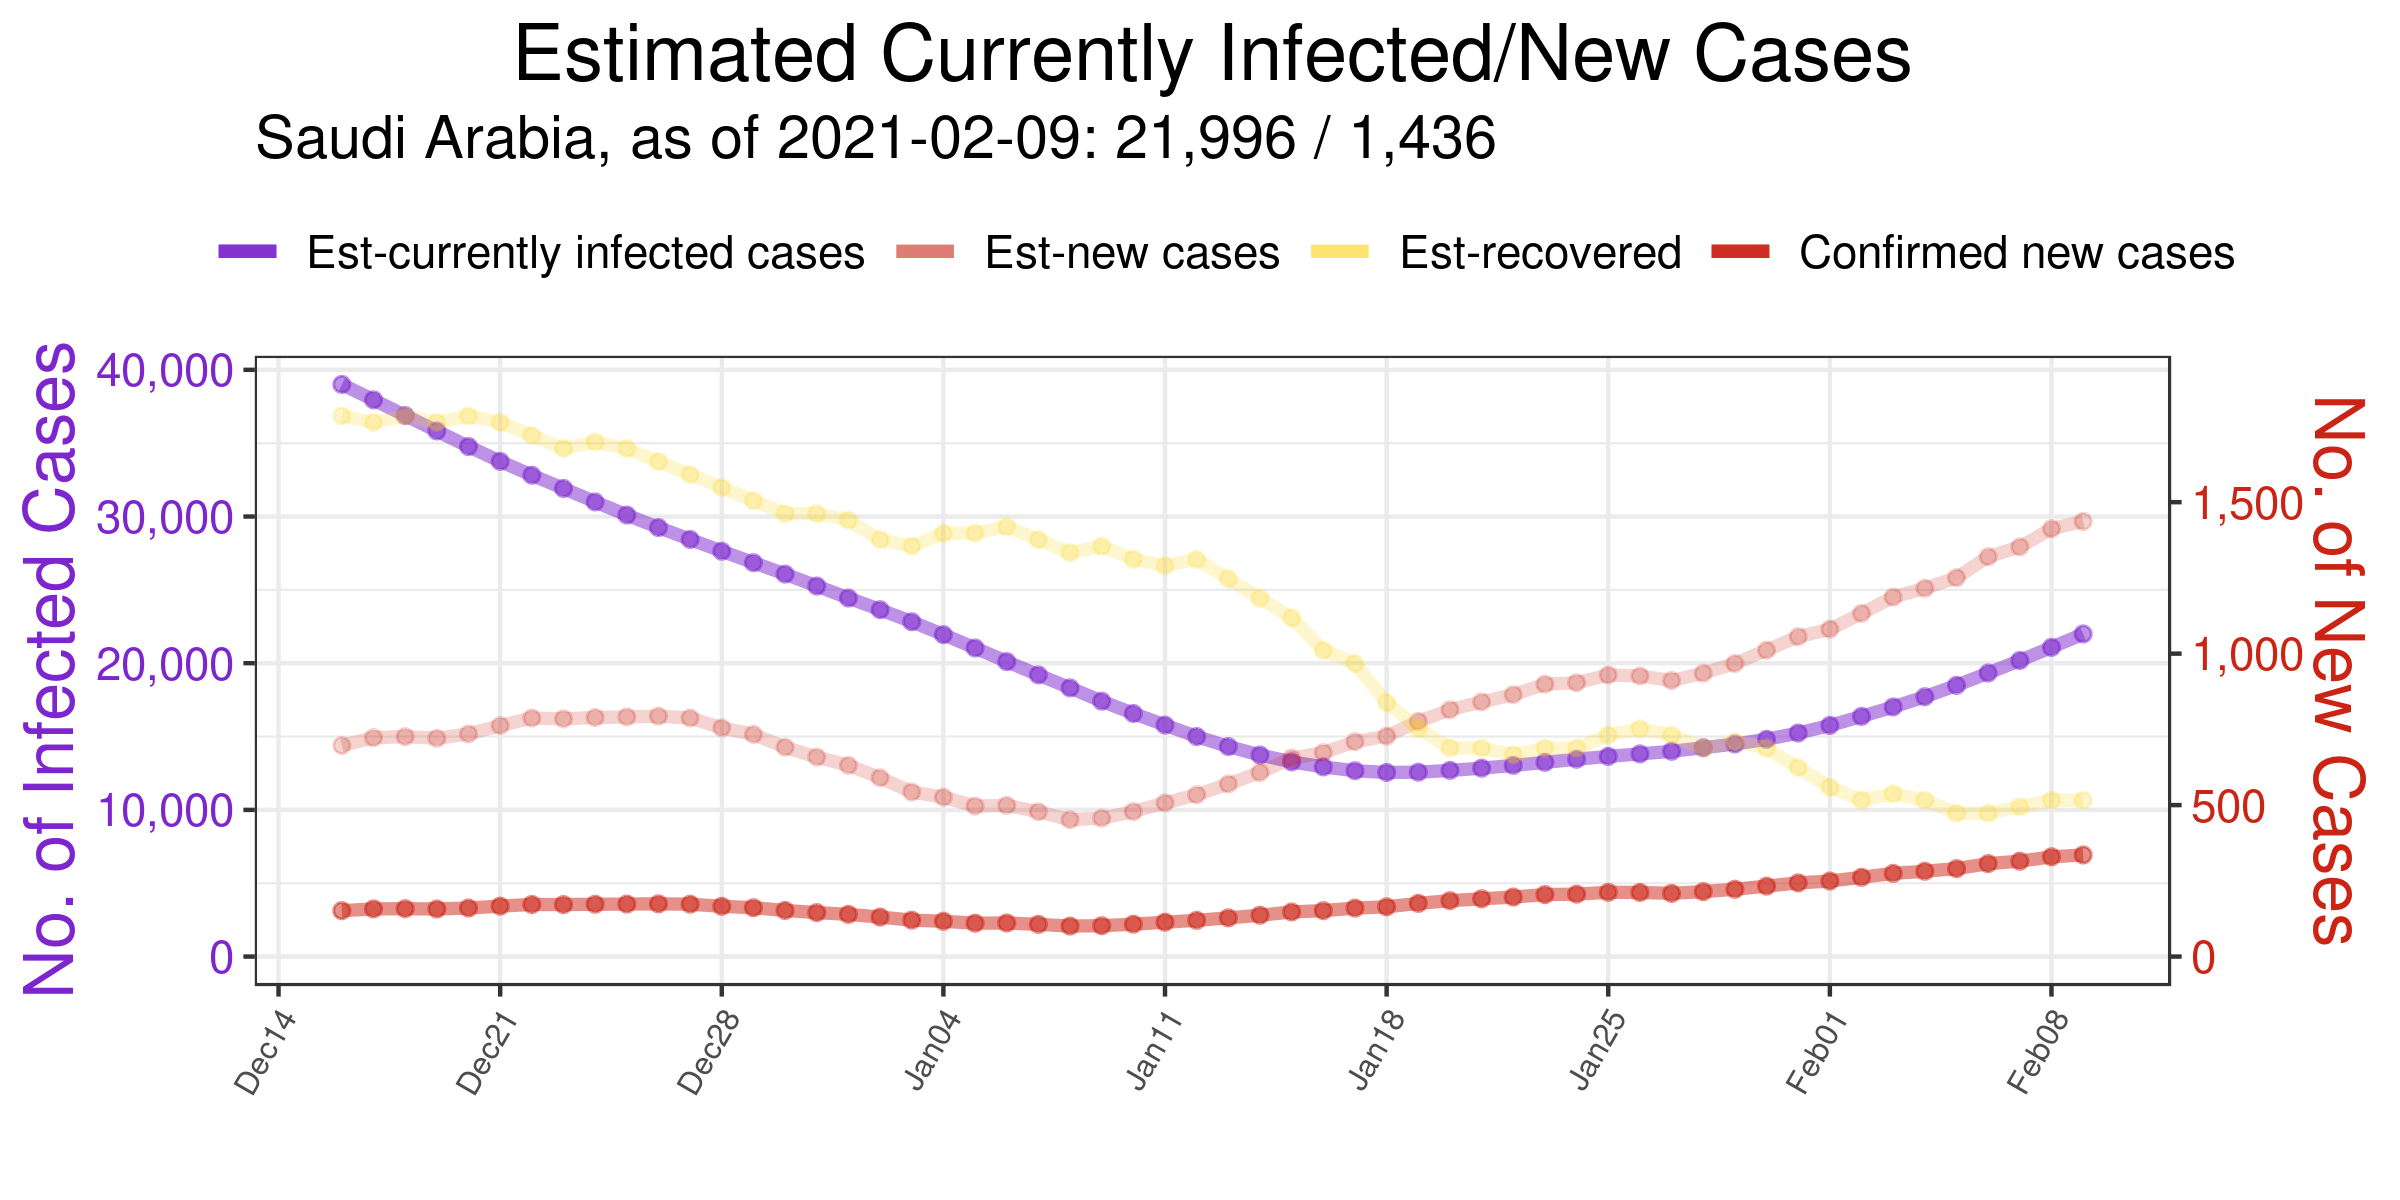 Estimated Currently Infected/New Cases
Saudi Arabia, as of 2021-02-09: 21,996 / 1,436
Est-currently infected cases Est-new cases Est-recovered Confirmed new cases
No. of Infected Cases
40,000
30,000
20,000
10,000
0
1,500
1,000
500
0
No. of New Cases
Dec14 Dec21 Dec28 Jan04 Jan11 Jan18 Jan25 Feb01 Feb08